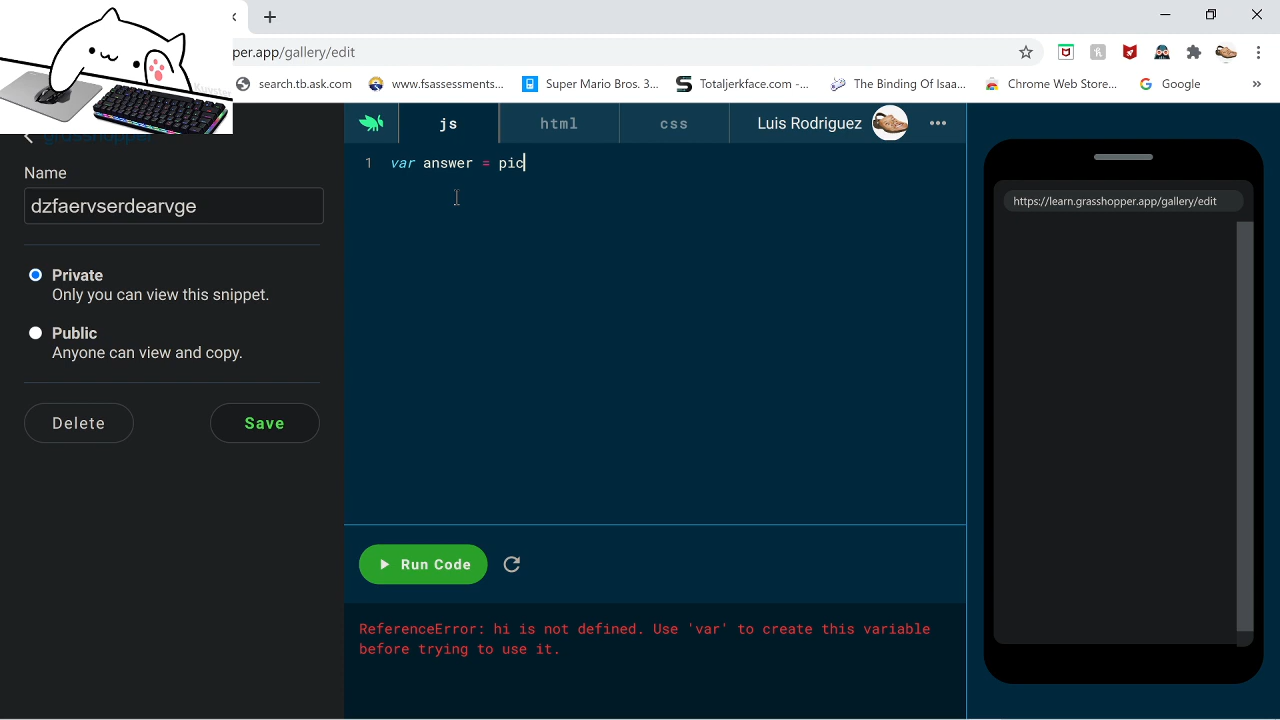 per.app/gallery/edit
search.tb.ask.com
www.fsassessments...
Super Mario Bros. 3...
Totaljerkface.com -...
The Binding Of Isaa...
Chrome Web Store...
Google
»
grasshopper
js
html
css
Luis Rodriguez
Name
dzfaervserdearvge
Private
Only you can view this snippet.
Public
Anyone can view and copy.
Delete
Save
1 var answer = pic
Run Code
ReferenceError: hi is not defined. Use 'var' to create this variable
before trying to use it.
https://learn.grasshopper.app/gallery/edit